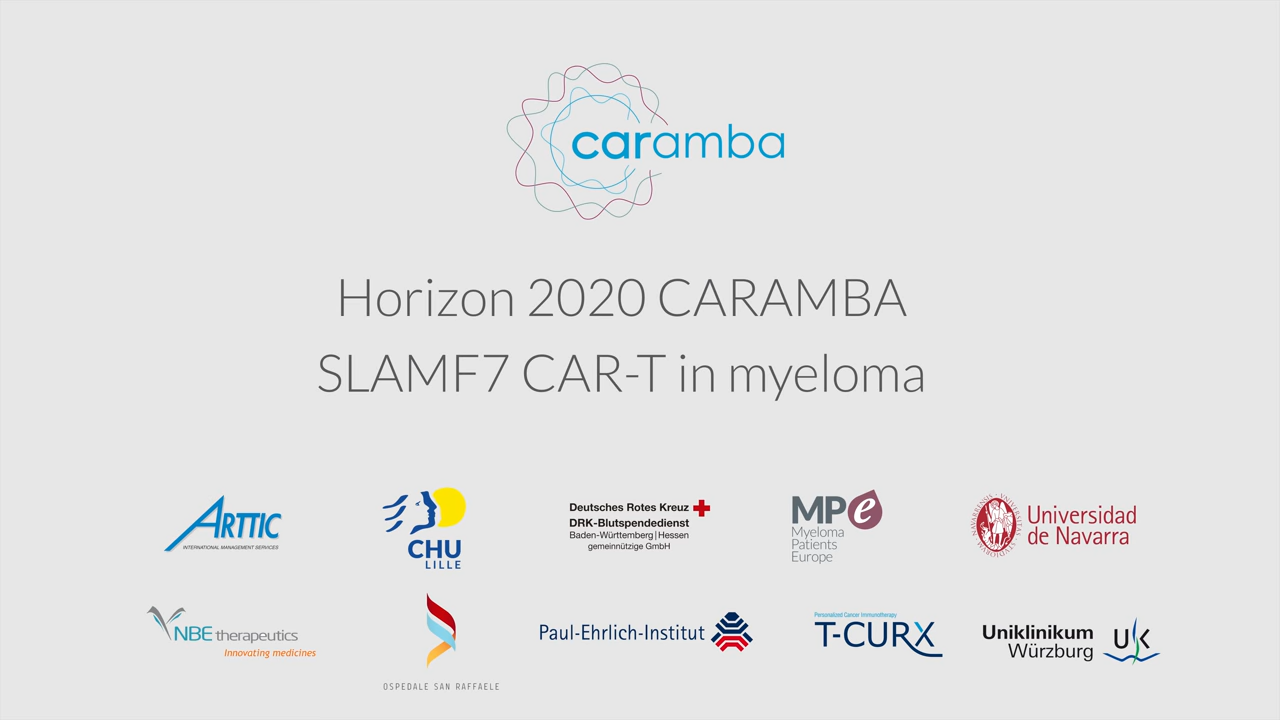 caramba
Horizon 2020 CARAMBA
SLAMF7 CAR-T in myeloma
ARTTIC
INTERNATIONAL MANAGEMENT SERVICES
CHU
LILLE
Deutsches Rotes Kreuz
DRK-Blutspendedienst
Baden-Württemberg | Hessen
gemeinnützige GmbH
MPe
Myeloma
Patients
Europe
Universidad
de Navarra
NBE therapeutics
Innovating medicines
OSPEDALE SAN RAFFAELE
Paul-Ehrlich-Institut
Personalized Cancer Immunotherapy
T-CURX
Uniklinikum
Würzburg
UK